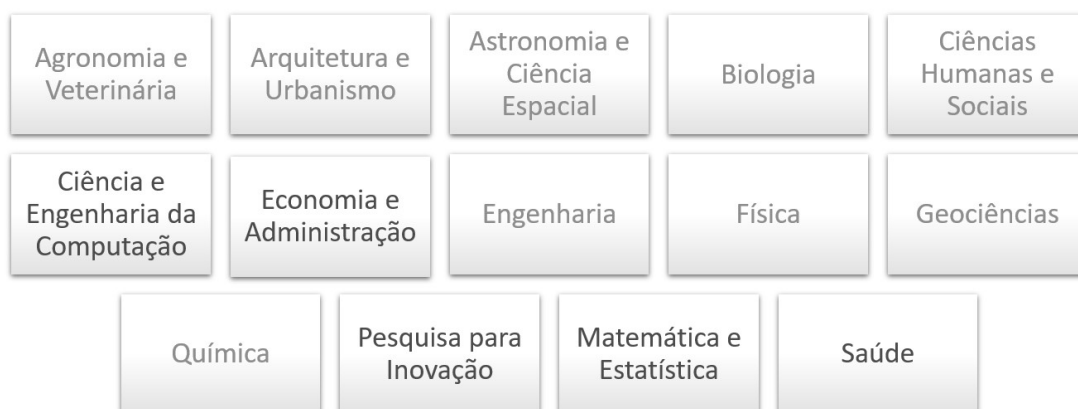 Agronomia e
Veterinária
Arquitetura e
Urbanismo
Astronomia e
Ciência
Espacial
Biologia
Ciências
Humanas e
Sociais
Ciência e
Engenharia da
Computação
Economia e
Administração
Engenharia
Física
Geociências
Química
Pesquisa para
Inovação
Matemática e
Estatística
Saúde